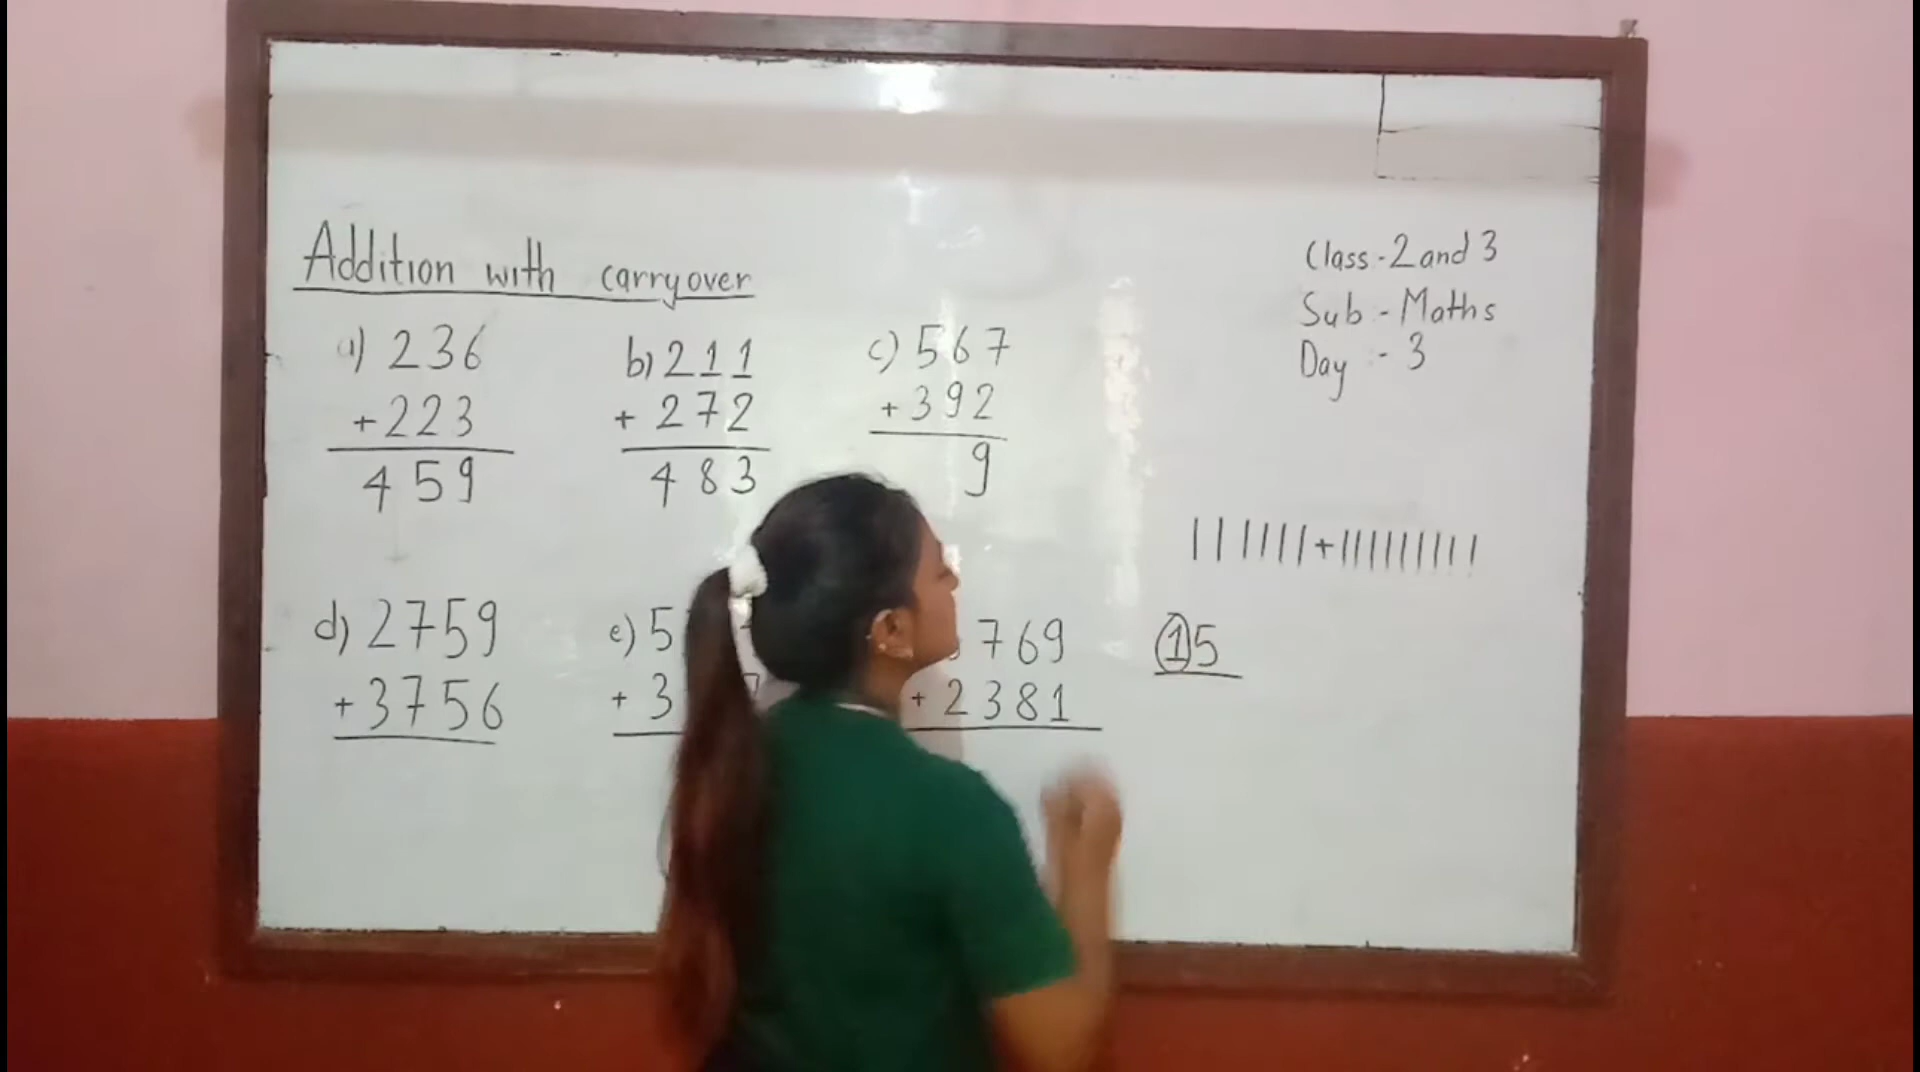 Addition with carryover
Class - 2 and 3
Sub - Maths
Day :- 3
a) 236
+223
459
b) 211
+ 272
483
c) 567
+ 392
9
||||||+|||||||||
d) 2759
+3756
e) 5
+ 3
769
+ 2381
15